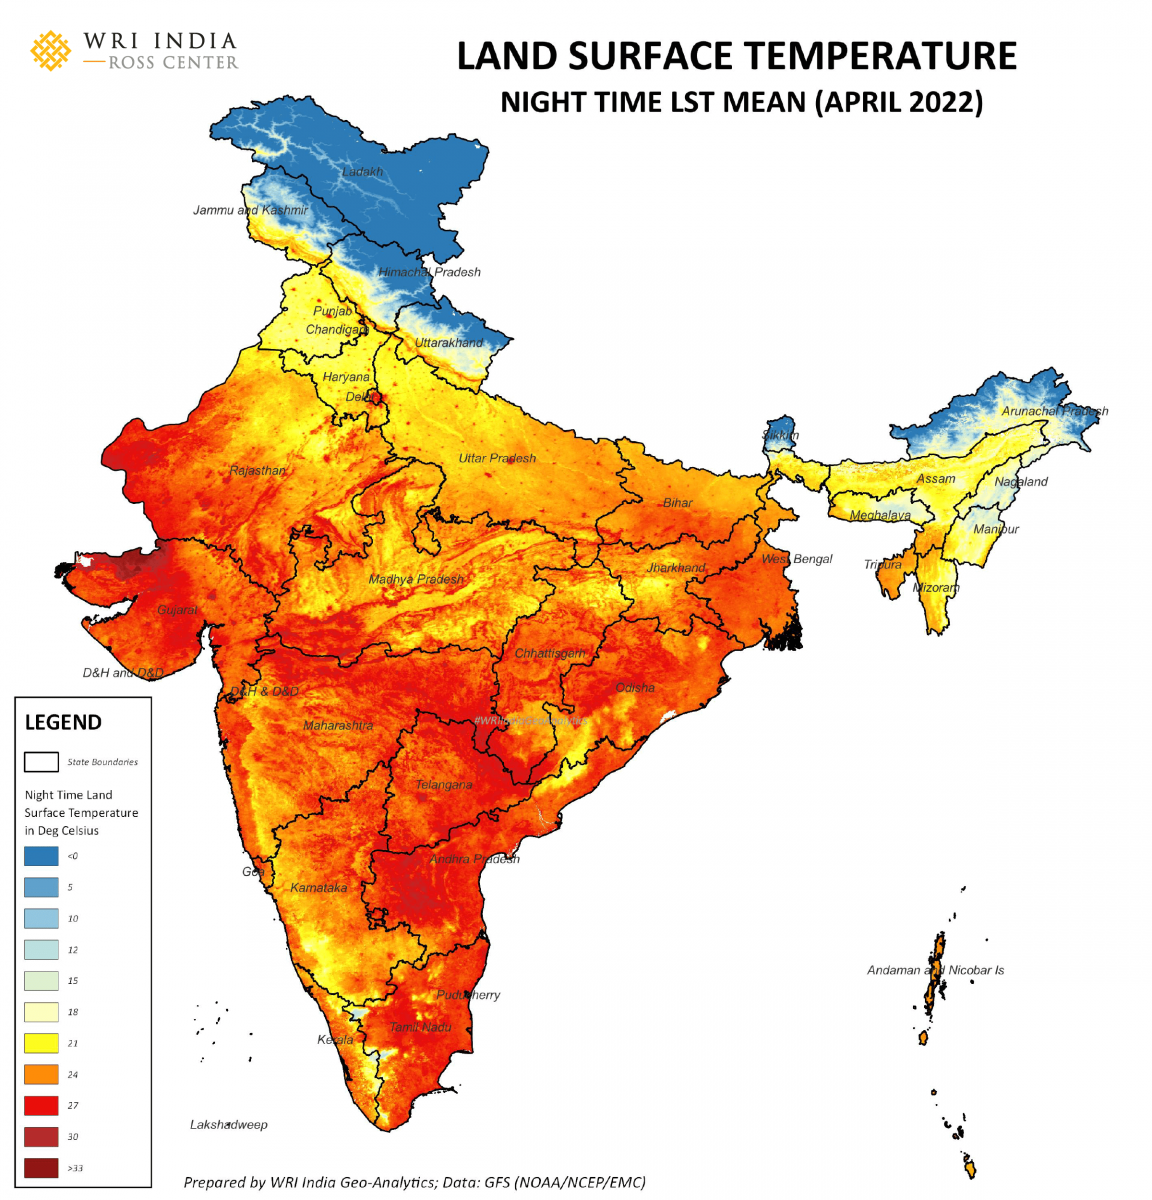 WRI INDIA
ROSS CENTER
LAND SURFACE TEMPERATURE
NIGHT TIME LST MEAN (APRIL 2022)
Ladakh
Jammu and Kashmir
Himachal Pradesh
Punjab
Chandigarh
Uttarakhand
Haryana
Delhi
Arunachal Pradesh
Sikkim
Rajasthan
Uttar Pradesh
Assam
Nagaland
Bihar
Meghalaya
Manipur
West Bengal
Jharkhand
Tripura
Madhya Pradesh
Mizoram
Gujarat
Chhattisgarh
D&H and D&D
D&H & D&D
Odisha
Maharashtra
Telangana
Andhra Pradesh
Goa
Karnataka
Andaman and Nicobar Is
Puducherry
Tamil Nadu
Kerala
Lakshadweep
LEGEND
State Boundaries
Night Time Land
Surface Temperature
in Deg Celsius
<0
5
10
12
15
18
21
24
27
30
>33
Prepared by WRI India Geo-Analytics; Data: GFS (NOAA/NCEP/EMC)